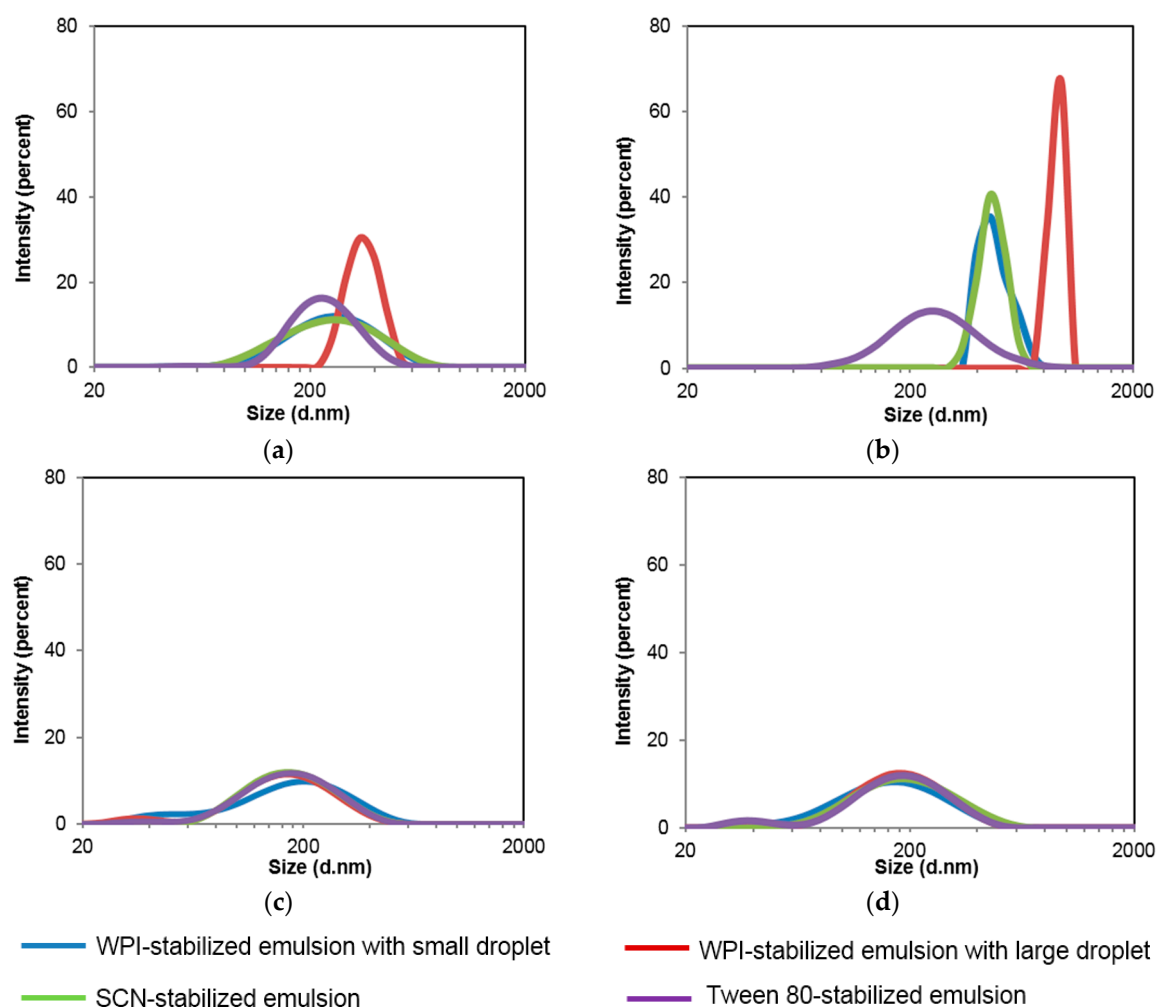 80
60
40
20
0
Intensity (percent)
20
200
2000
Size (d.nm)
(a)
80
60
40
20
0
Intensity (percent)
20
200
2000
Size (d.nm)
(b)
80
60
40
20
0
Intensity (percent)
20
200
2000
Size (d.nm)
(c)
80
60
40
20
0
Intensity (percent)
20
200
2000
Size (d.nm)
(d)
WPI-stabilized emulsion with small droplet
WPI-stabilized emulsion with large droplet
SCN-stabilized emulsion
Tween 80-stabilized emulsion